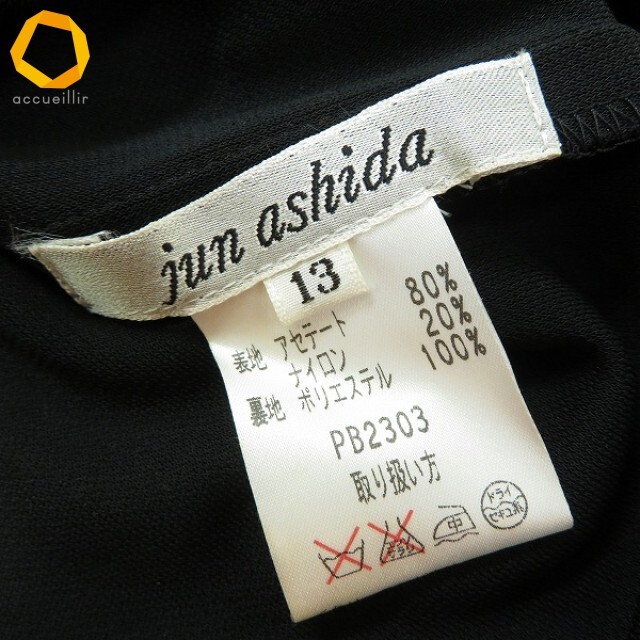 accueillir
jun ashida
13
表地 アセテート 80%
ナイロン 20%
裏地 ポリエステル 100%
PB2303
取り扱い方
中
ドライ
セキユ系